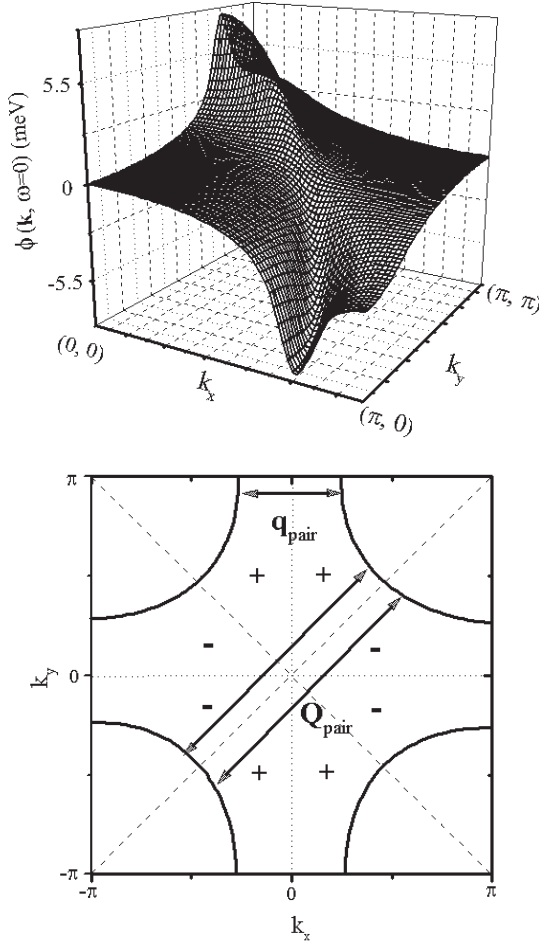 ϕ (k, ω=0) (meV)
5.5
0
-5.5
(0, 0)
k_x
(π, 0)
k_y
(π, π)
π
q_pair
+ +
- -
k_y
0
- -
Q_pair
+ +
-π
-π 0 π
k_x